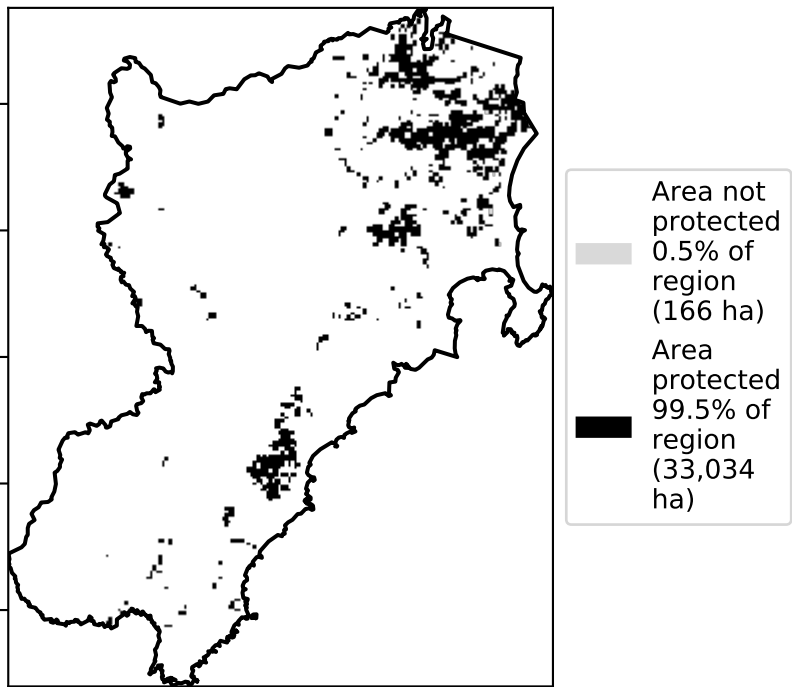 Area not
protected
0.5% of
region
(166 ha)
Area
protected
99.5% of
region
(33,034
ha)